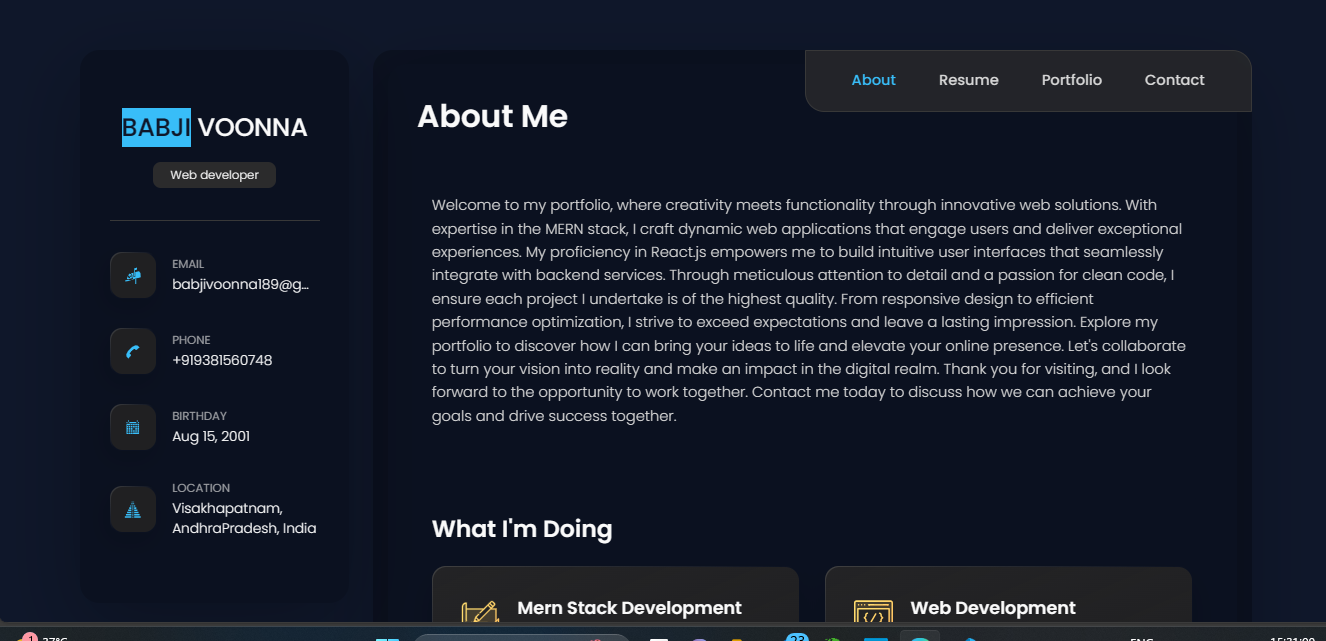 BABJI VOONNA
Web developer
EMAIL
babjivoonna189@g...
PHONE
+919381560748
BIRTHDAY
Aug 15, 2001
LOCATION
Visakhapatnam,
AndhraPradesh, India
About Resume Portfolio Contact
About Me
Welcome to my portfolio, where creativity meets functionality through innovative web solutions. With
expertise in the MERN stack, I craft dynamic web applications that engage users and deliver exceptional
experiences. My proficiency in React.js empowers me to build intuitive user interfaces that seamlessly
integrate with backend services. Through meticulous attention to detail and a passion for clean code, I
ensure each project I undertake is of the highest quality. From responsive design to efficient
performance optimization, I strive to exceed expectations and leave a lasting impression. Explore my
portfolio to discover how I can bring your ideas to life and elevate your online presence. Let's collaborate
to turn your vision into reality and make an impact in the digital realm. Thank you for visiting, and I look
forward to the opportunity to work together. Contact me today to discuss how we can achieve your
goals and drive success together.
What I'm Doing
Mern Stack Development
Web Development